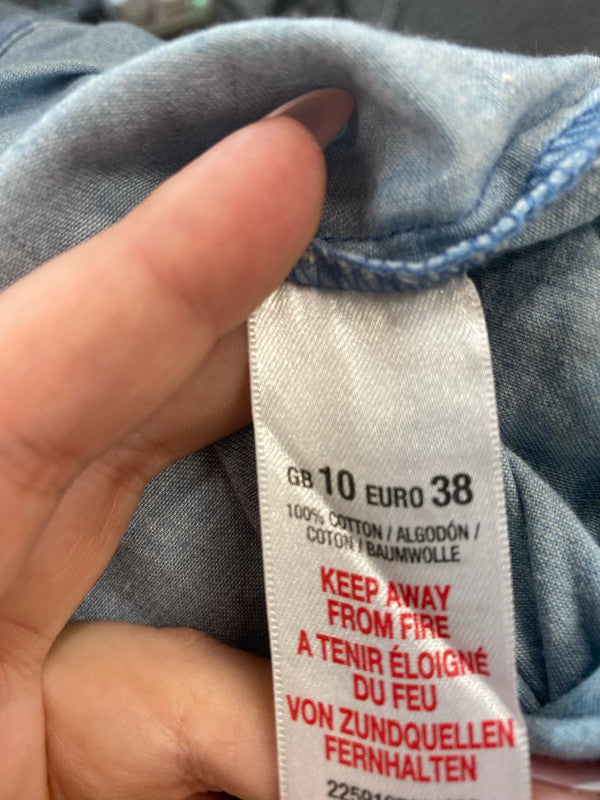 GB 10 EURO 38
100% COTTON / ALGODÓN /
COTON / BAUMWOLLE
KEEP AWAY
FROM FIRE
A TENIR ÉLOIGNÉ
DU FEU
VON ZUNDQUELLEN
FERNHALTEN